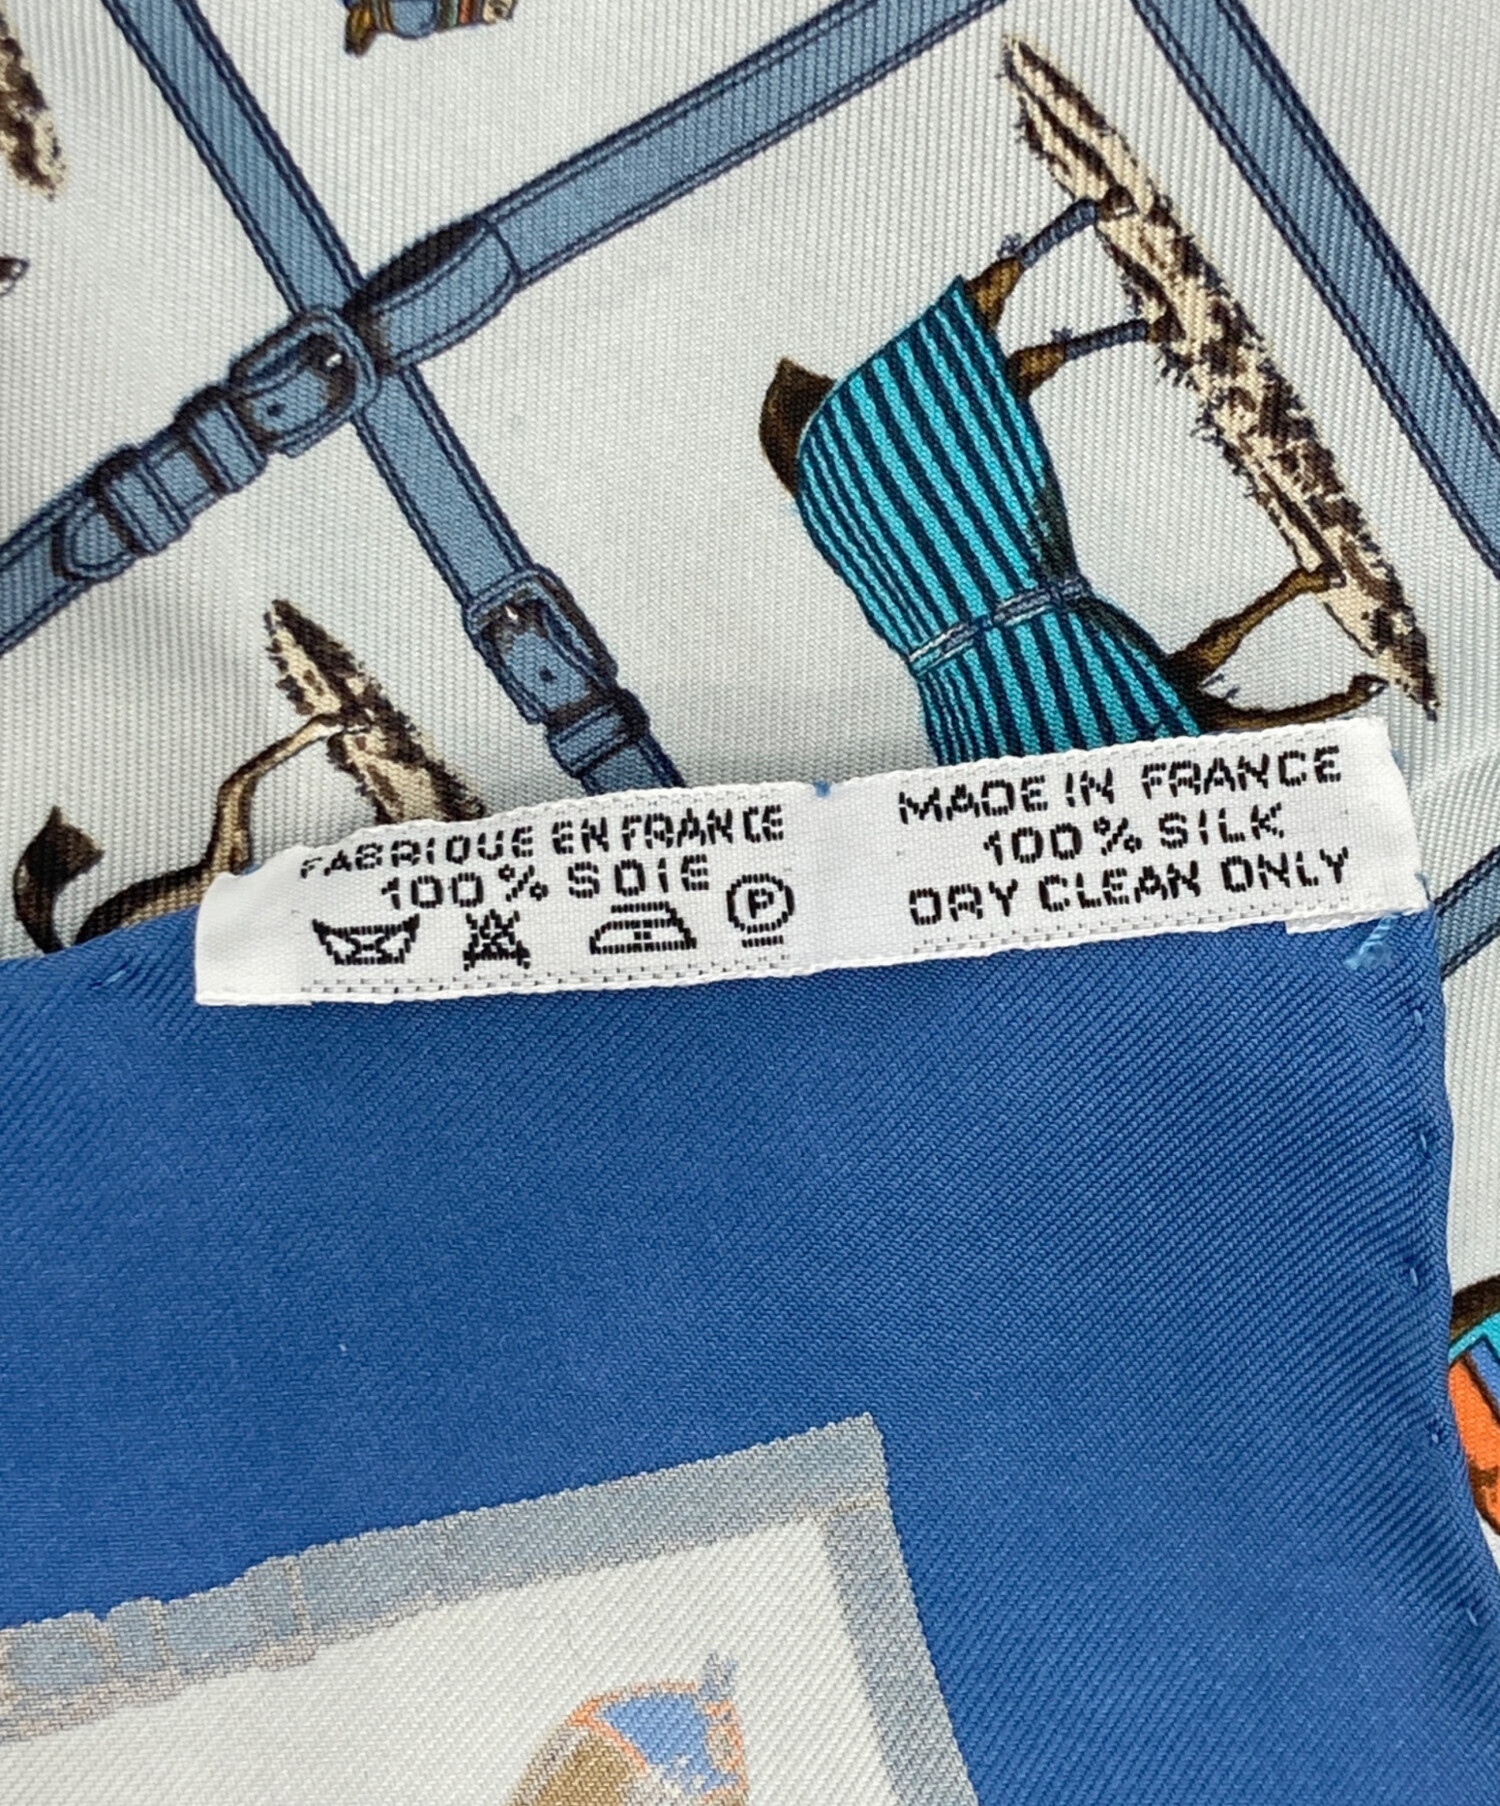 FABRIQUE EN FRANCE
100% SOIE
P
MADE IN FRANCE
100% SILK
DRY CLEAN ONLY